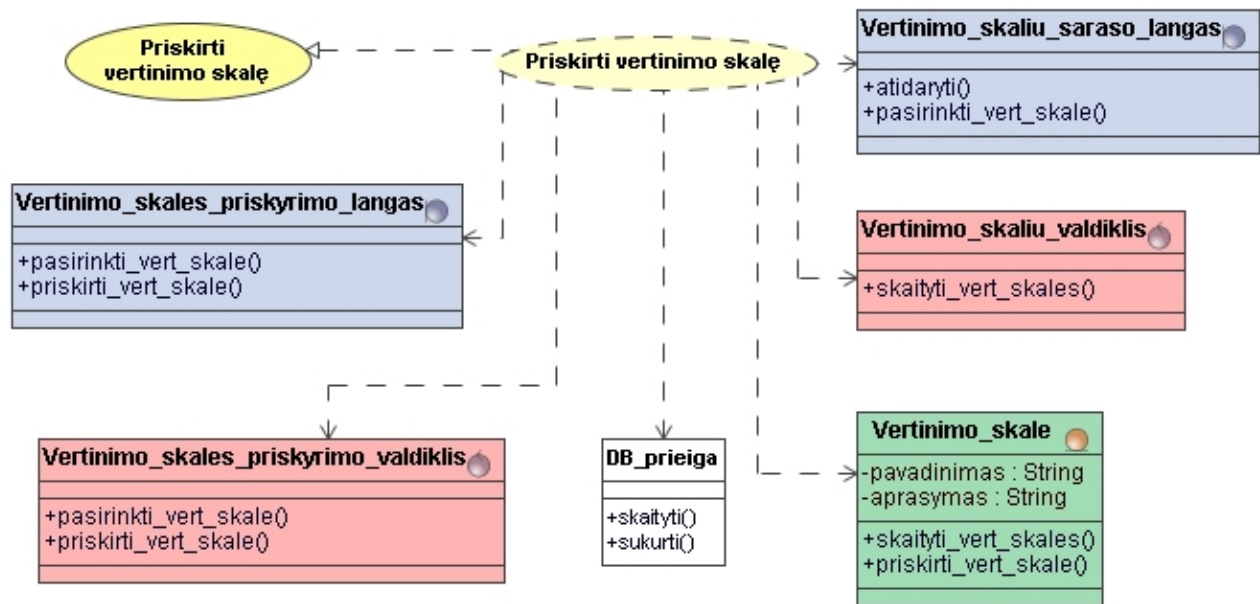 Priskirti
vertinimo skalę
Priskirti vertinimo skalę
Vertinimo_skaliu_saraso_langas
+atidaryti()
+pasirinkti_vert_skale()
Vertinimo_skales_priskyrimo_langas
+pasirinkti_vert_skale()
+priskirti_vert_skale()
Vertinimo_skaliu_valdiklis
+skaityti_vert_skales()
Vertinimo_skales_priskyrimo_valdiklis
+pasirinkti_vert_skale()
+priskirti_vert_skale()
DB_prieiga
+skaityti()
+sukurti()
Vertinimo_skale
-pavadinimas : String
-aprasymas : String
+skaityti_vert_skales()
+priskirti_vert_skale()